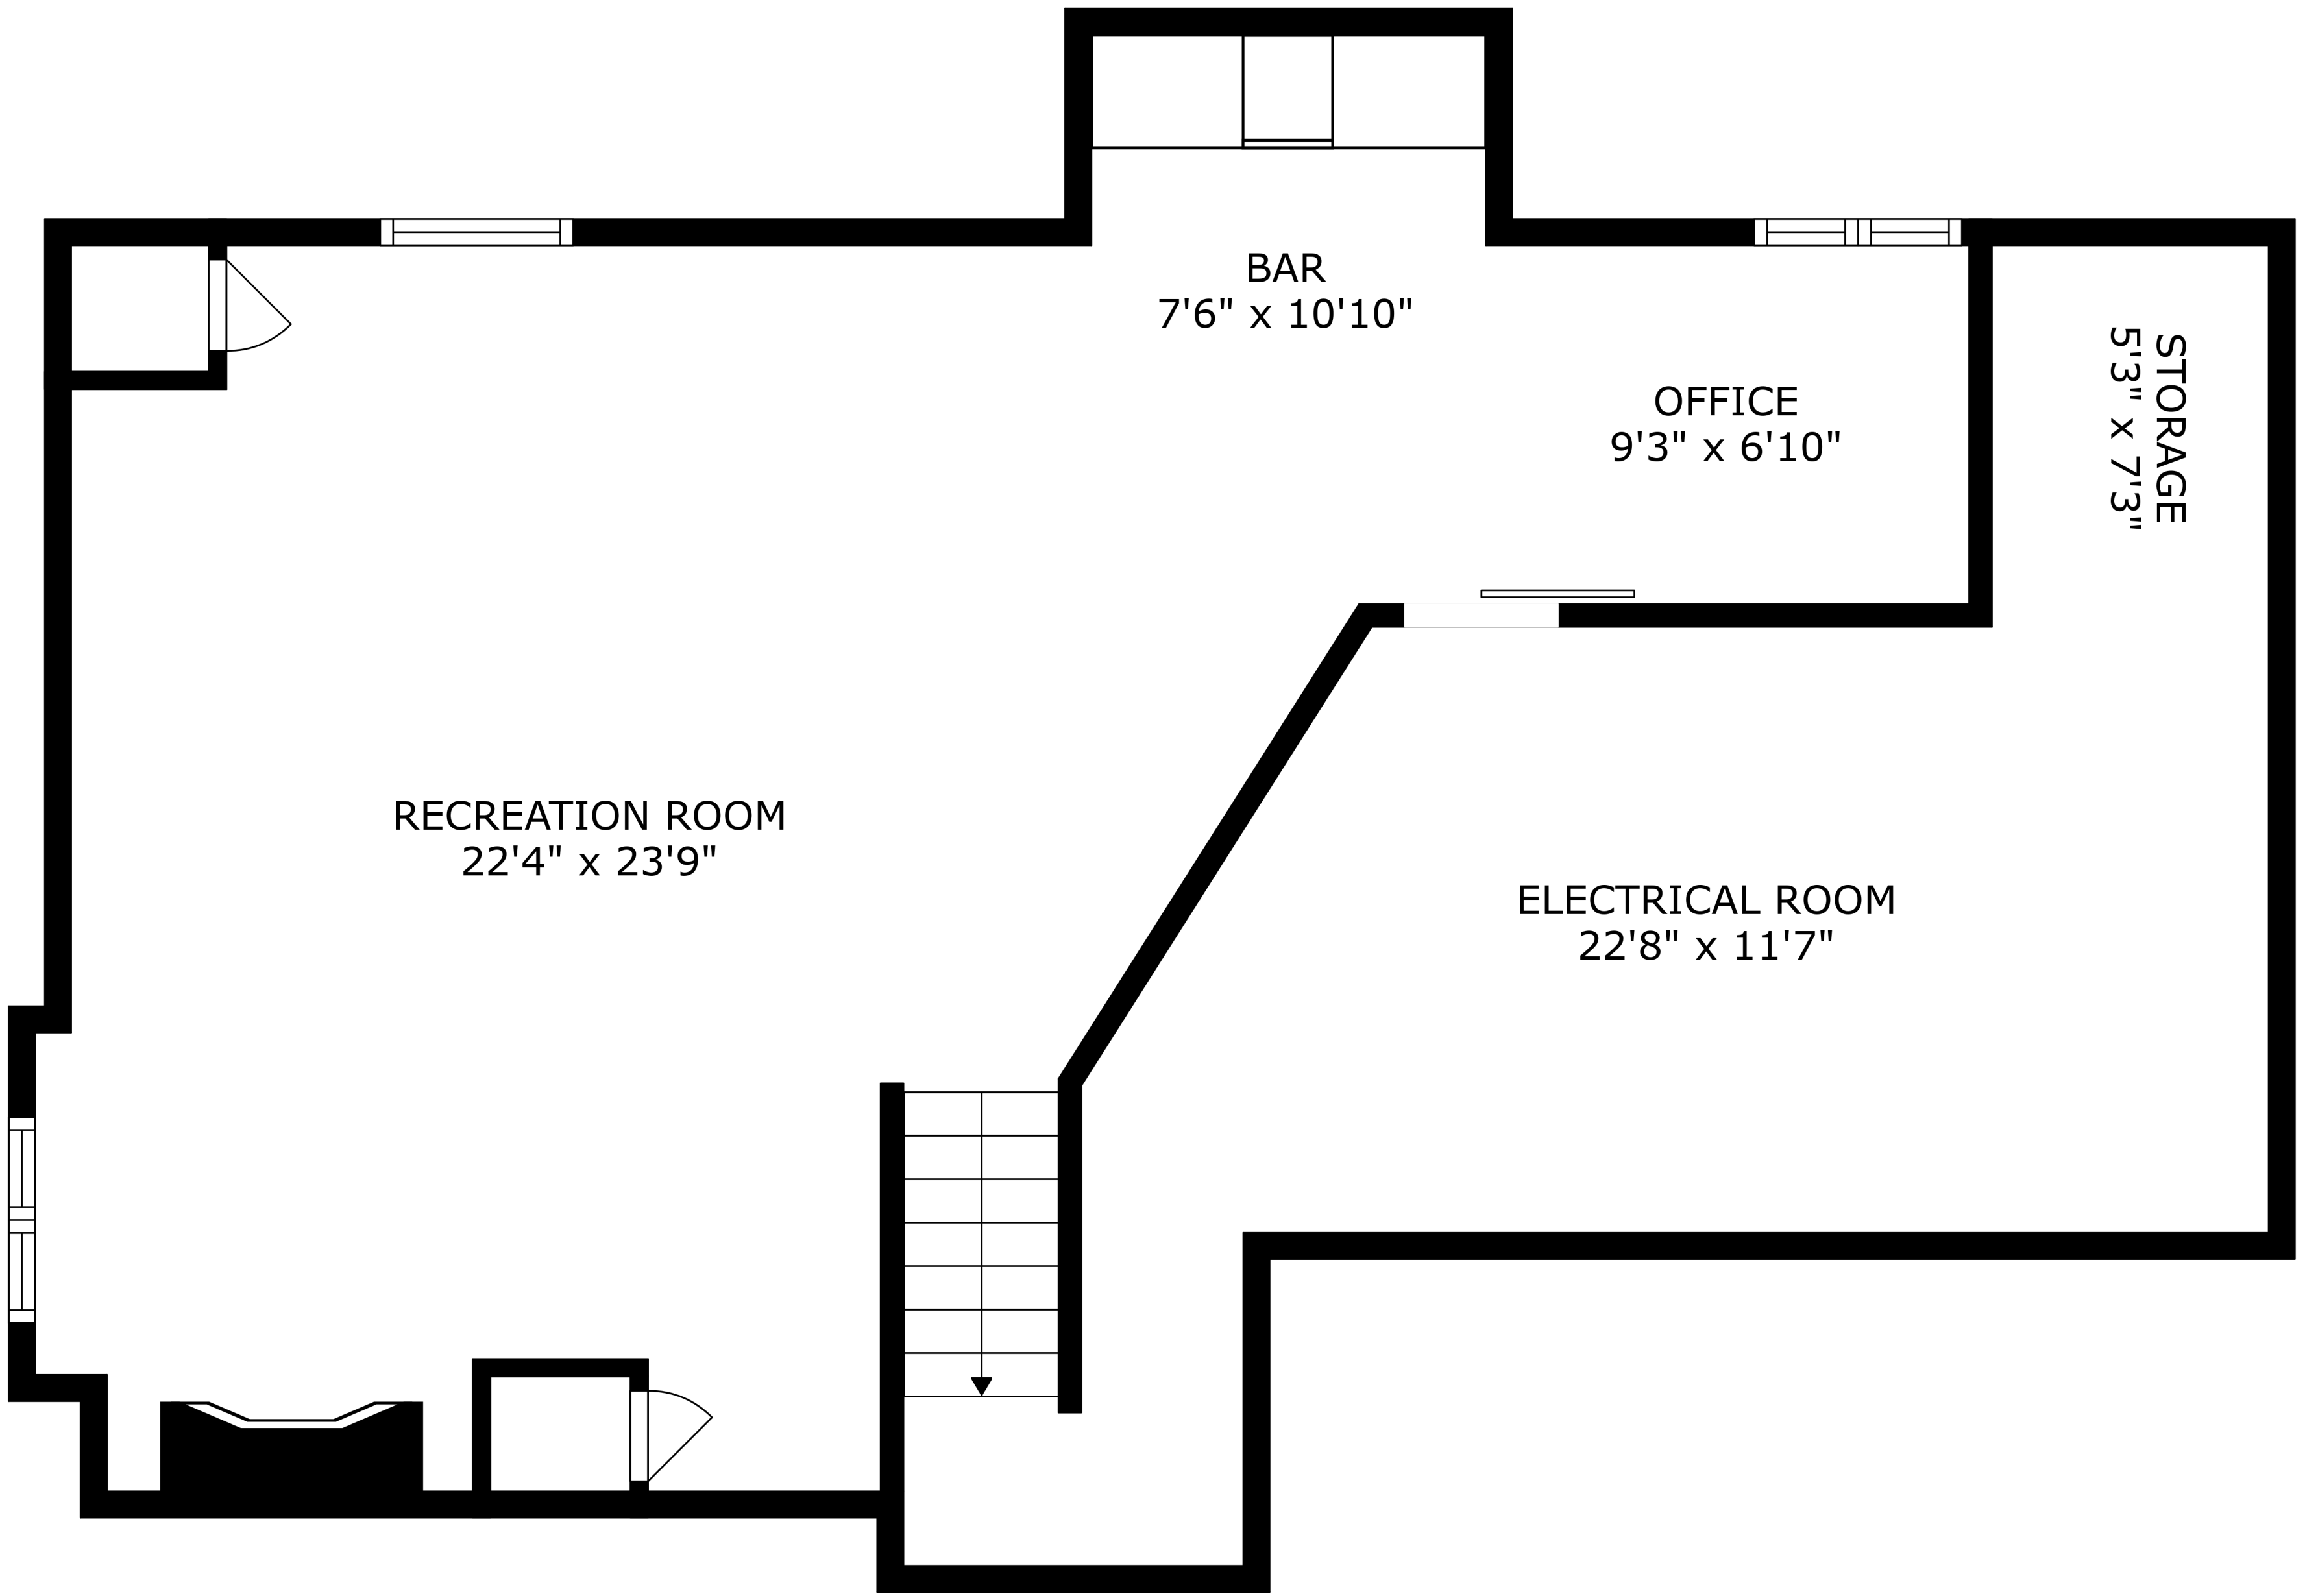 BAR
7'6" x 10'10"
OFFICE
9'3" x 6'10"
STORAGE
5'3" x 7'3"
RECREATION ROOM
22'4" x 23'9"
ELECTRICAL ROOM
22'8" x 11'7"